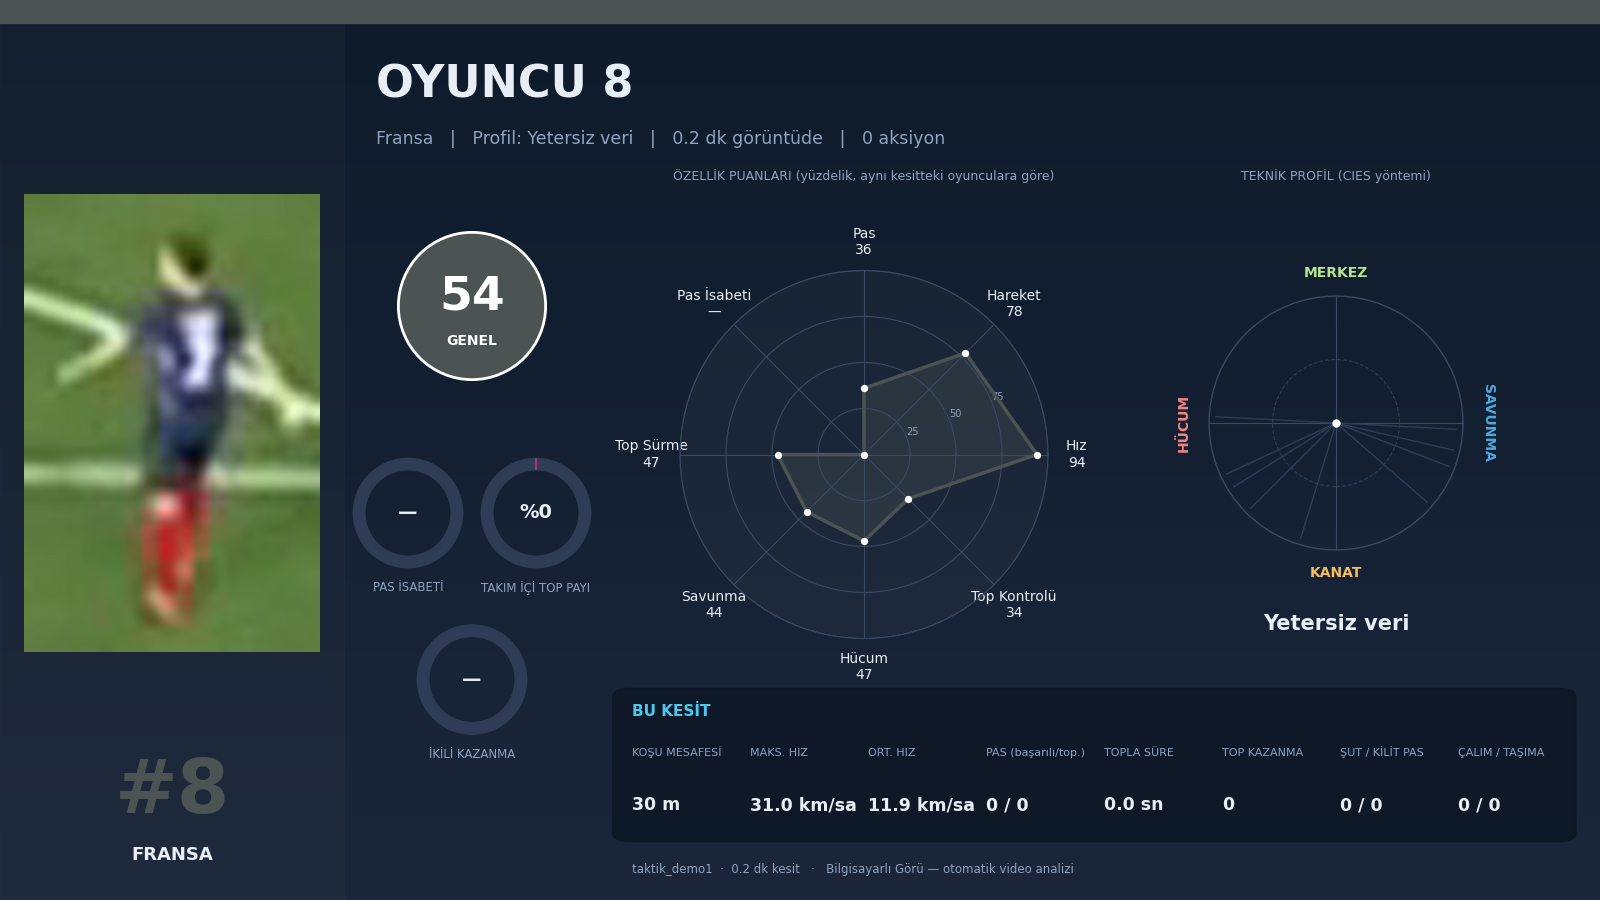 OYUNCU 8
Fransa | Profil: Yetersiz veri | 0.2 dk görüntüde | 0 aksiyon
ÖZELLİK PUANLARI (yüzdelik, aynı kesitteki oyunculara göre)
TEKNİK PROFİL (CIES yöntemi)
54
GENEL
—
PAS İSABETİ
%0
TAKIM İÇİ TOP PAYI
—
İKİLİ KAZANMA
Pas
36
Pas İsabeti
—
Hareket
78
Top Sürme
47
Hız
94
75
50
25
Savunma
44
Top Kontrolü
34
Hücum
47
MERKEZ
HÜCUM
SAVUNMA
KANAT
Yetersiz veri
#8
FRANSA
BU KESİT
KOŞU MESAFESİ MAKS. HIZ ORT. HIZ PAS (başarılı/top.) TOPLA SÜRE TOP KAZANMA ŞUT / KİLİT PAS ÇALIM / TAŞIMA
30 m 31.0 km/sa 11.9 km/sa 0 / 0 0.0 sn 0 0 / 0 0 / 0
taktik_demo1 · 0.2 dk kesit · Bilgisayarlı Görü — otomatik video analizi